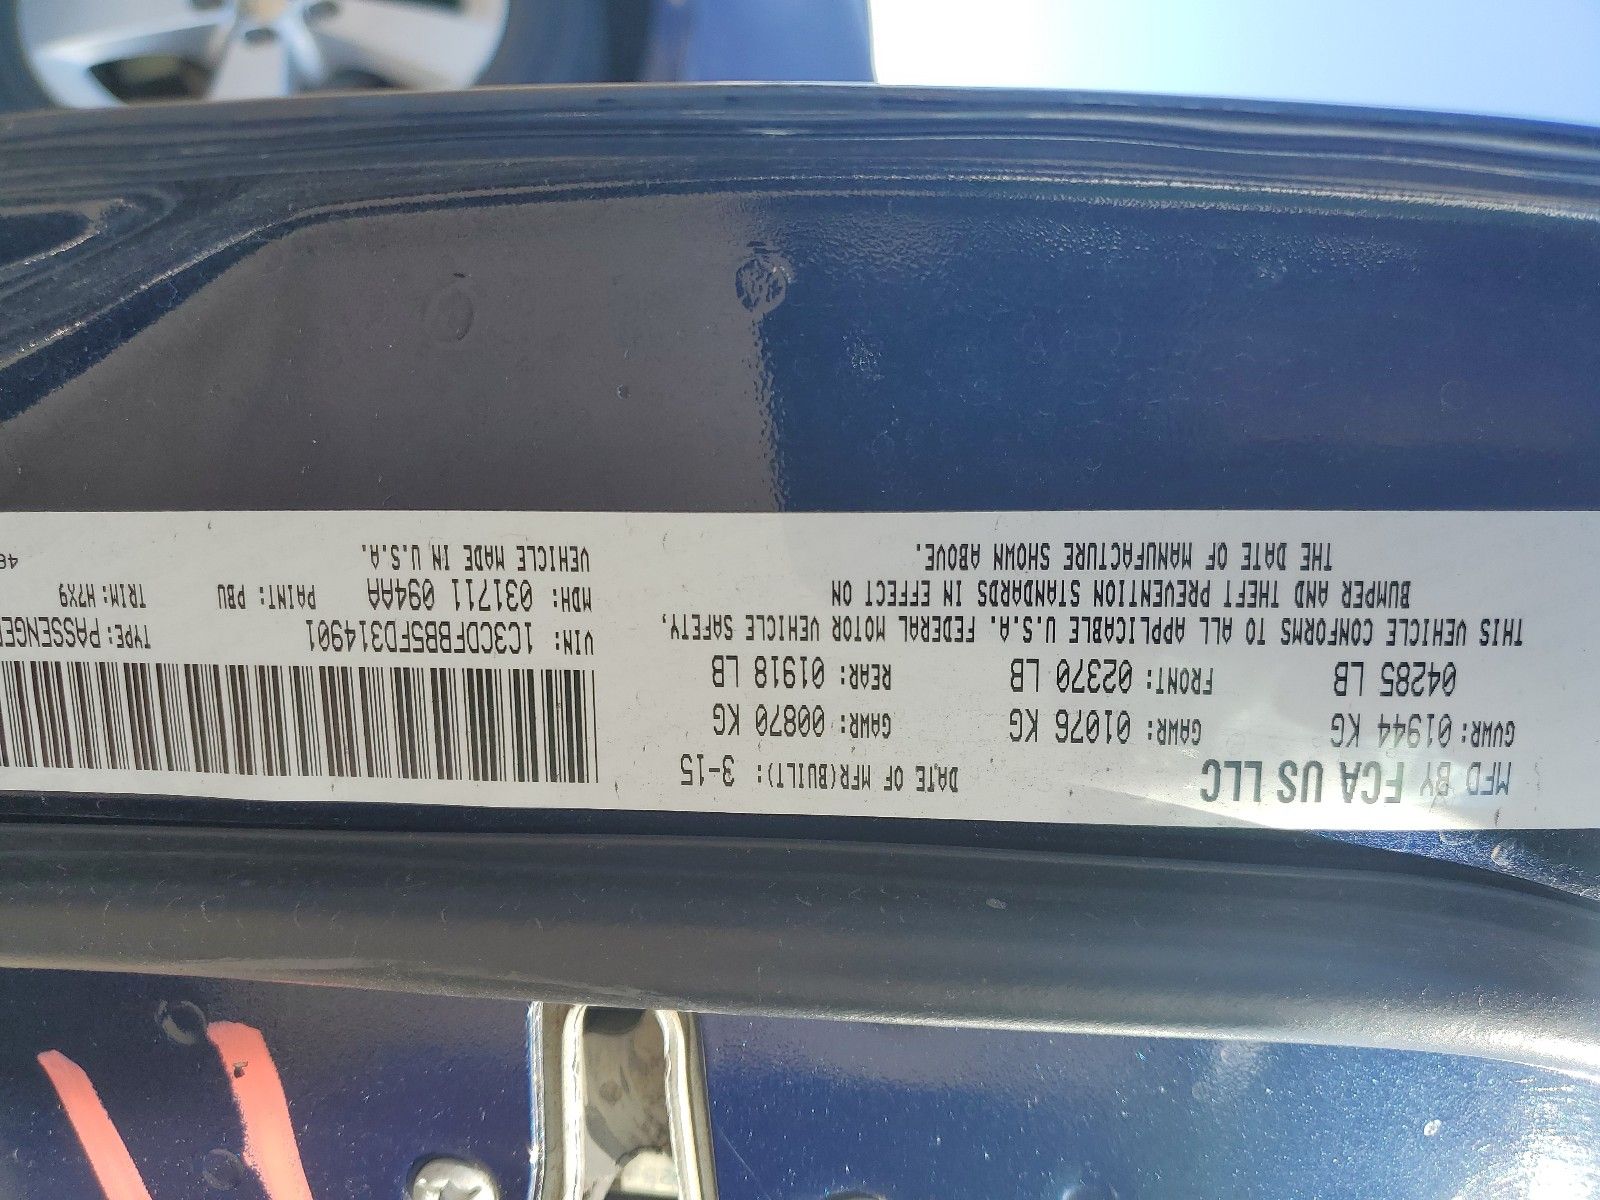 MFD BY FCA US LLC DATE OF MFR(BUILT): 3-15
GVWR: 01944 KG GAWR: 01076 KG GAWR: 00870 KG
04285 LB FRONT: 02370 LB REAR: 01918 LB
THIS VEHICLE CONFORMS TO ALL APPLICABLE U.S.A. FEDERAL MOTOR VEHICLE SAFETY,
BUMPER AND THEFT PREVENTION STANDARDS IN EFFECT ON
THE DATE OF MANUFACTURE SHOWN ABOVE.
VIN: 1C3CDFBB5FD314901 TYPE: PASSENGE
MDH: 031711 094AA PAINT: PBU TRIM: H7X9
VEHICLE MADE IN U.S.A.